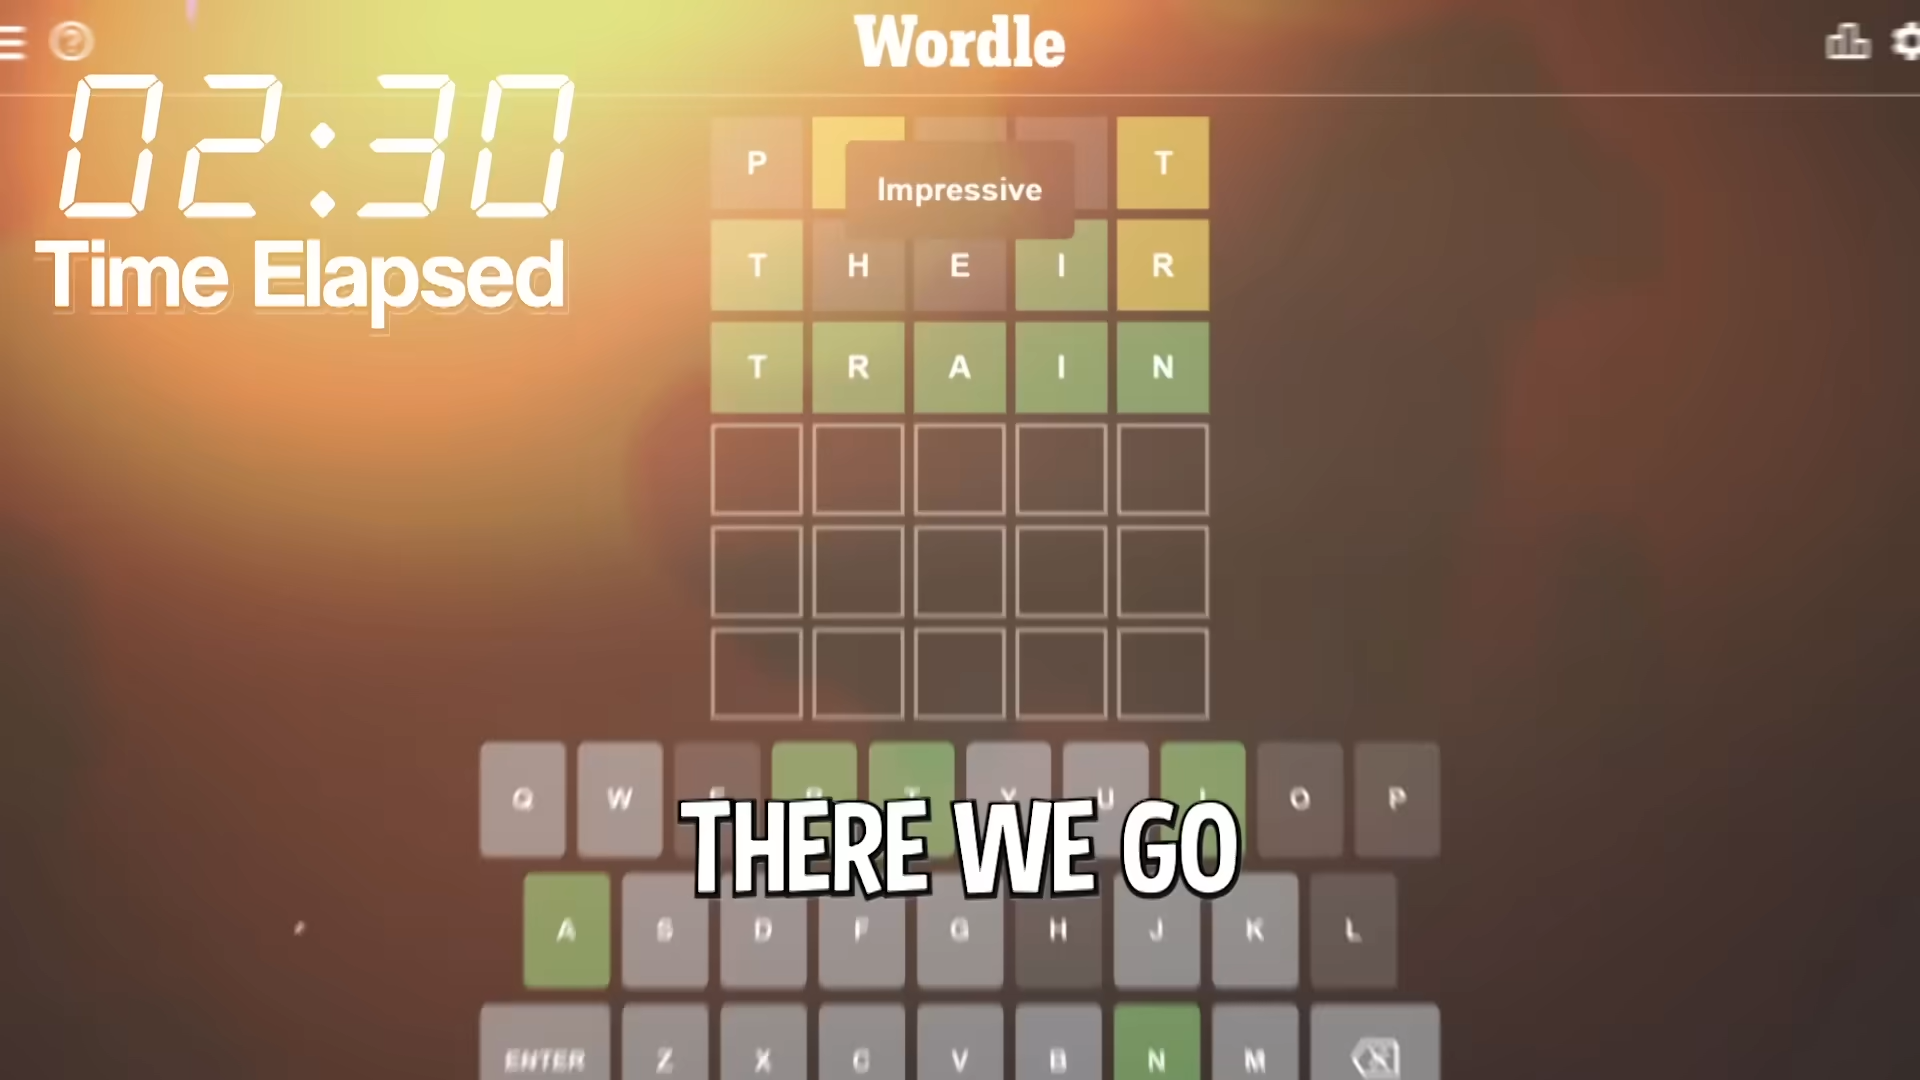 Wordle
02:30
Time Elapsed
P T
Impressive
T H E I R
T R A I N
Q W U O P
THERE WE GO
A S D F G H J K L
ENTER Z X C V B N M